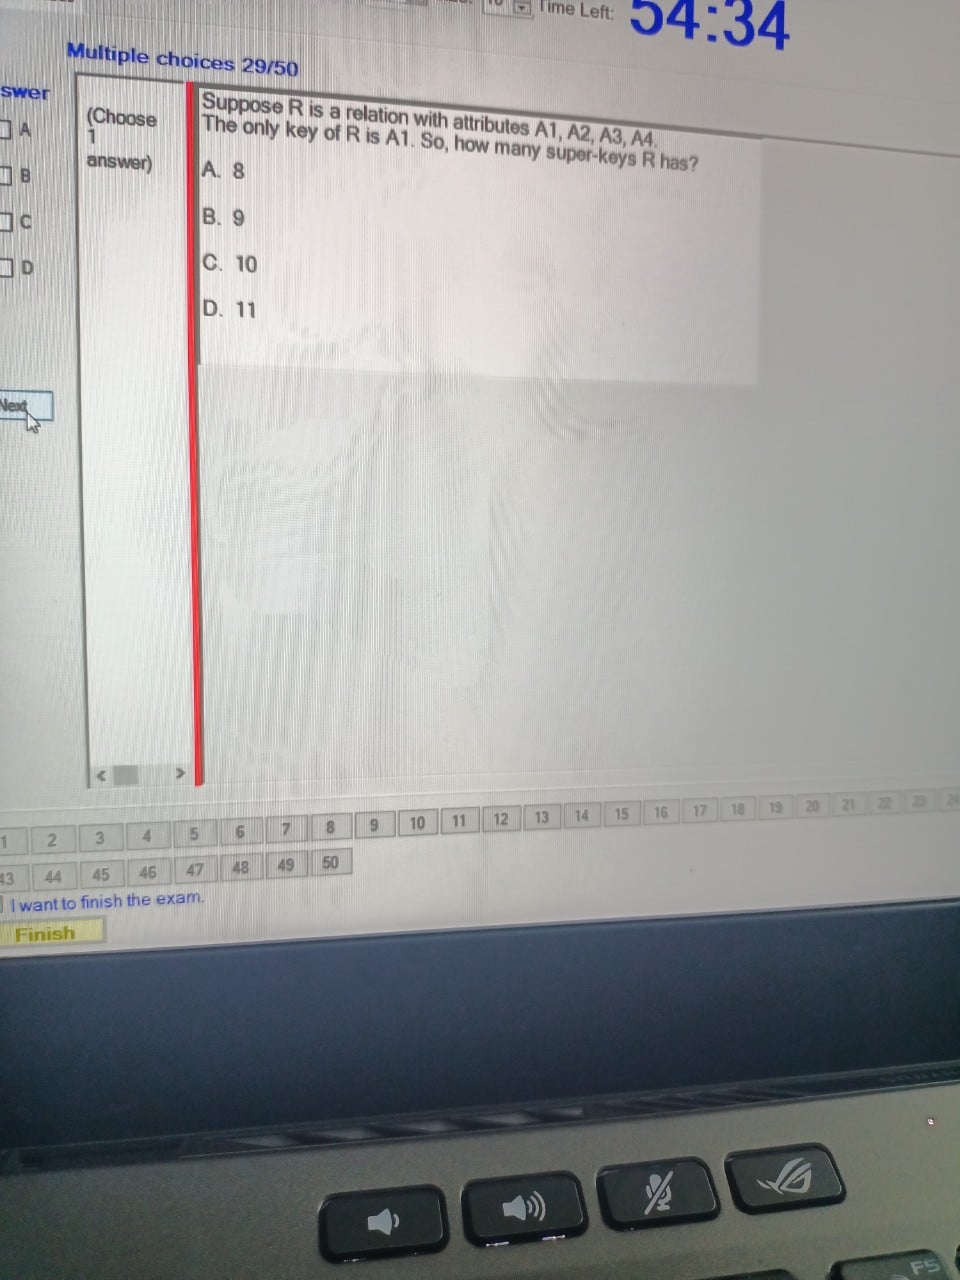 Time Left: 54:34
Multiple choices 29/50
swer
A
B
C
D
(Choose
1
answer)
Suppose R is a relation with attributes A1, A2, A3, A4.
The only key of R is A1. So, how many super-keys R has?
A. 8
B. 9
C. 10
D. 11
Next
1 2 3 4 5 6 7 8 9 10 11 12 13 14 15 16 17 18 19 20 21 22 23 24
43 44 45 46 47 48 49 50
I want to finish the exam.
Finish
F5